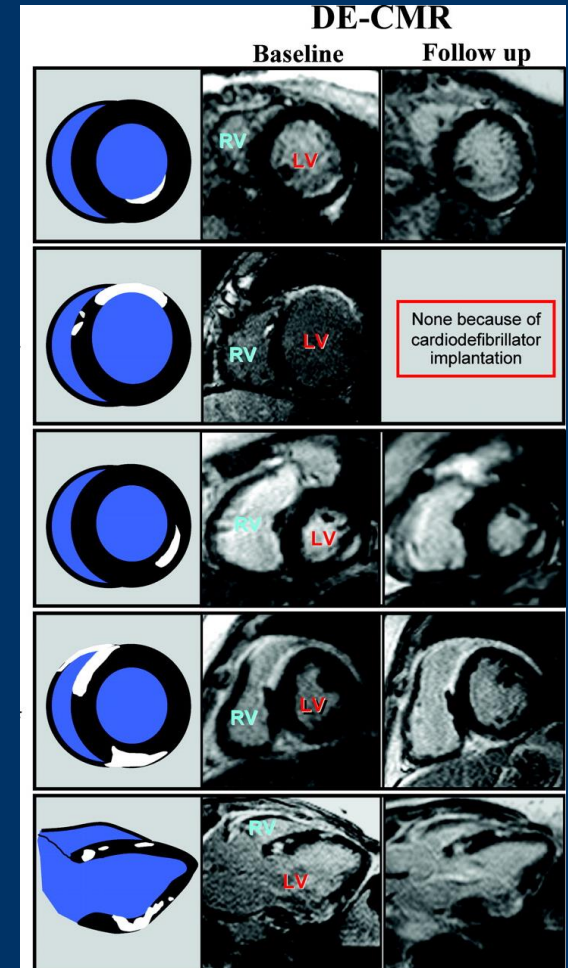 DE-CMR
Baseline Follow up
RV
LV
RV
LV
None because of
cardiodefibrillator
implantation
RV
LV
RV
LV
RV
LV